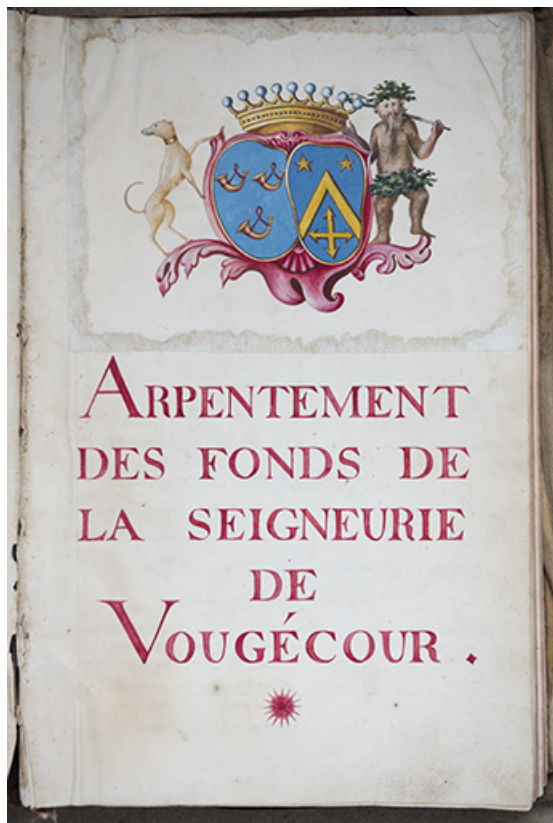 ARPENTEMENT
DES FONDS DE
LA SEIGNEURIE
DE
VOUGÉCOUR.